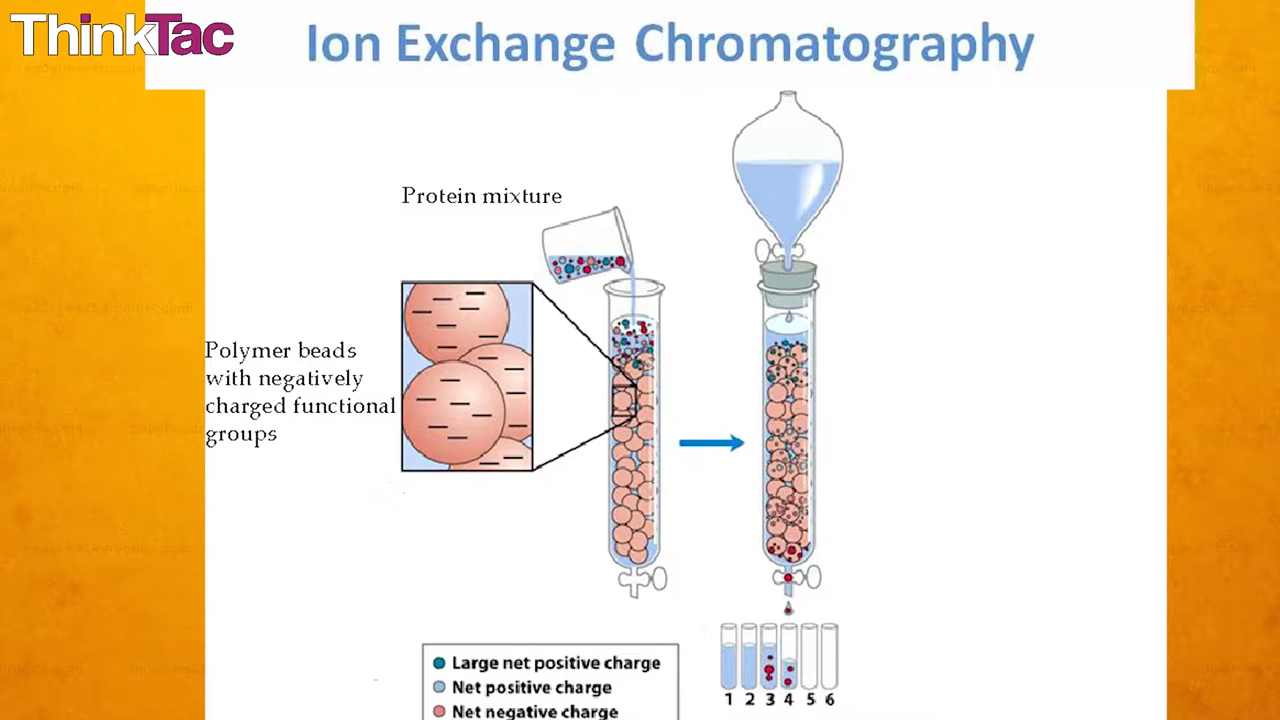 ThinkTac
Ion Exchange Chromatography
Protein mixture
Polymer beads
with negatively
charged functional
groups
Large net positive charge
Net positive charge
Net negative charge
1 2 3 4 5 6